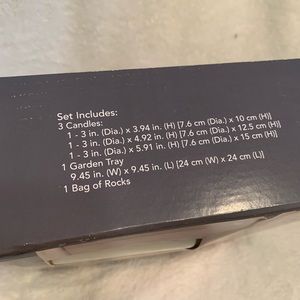 Set Includes:
3 Candles:
1 - 3 in. (Dia.) x 3.94 in. (H) [7.6 cm (Dia.) x 10 cm (H)]
1 - 3 in. (Dia.) x 4.92 in. (H) [7.6 cm (Dia.) x 12.5 cm (H)]
1 - 3 in. (Dia.) x 5.91 in. (H) [7.6 cm (Dia.) x 15 cm (H)]
1 Garden Tray
9.45 in. (W) x 9.45 in. (L) [24 cm (W) x 24 cm (L)]
1 Bag of Rocks